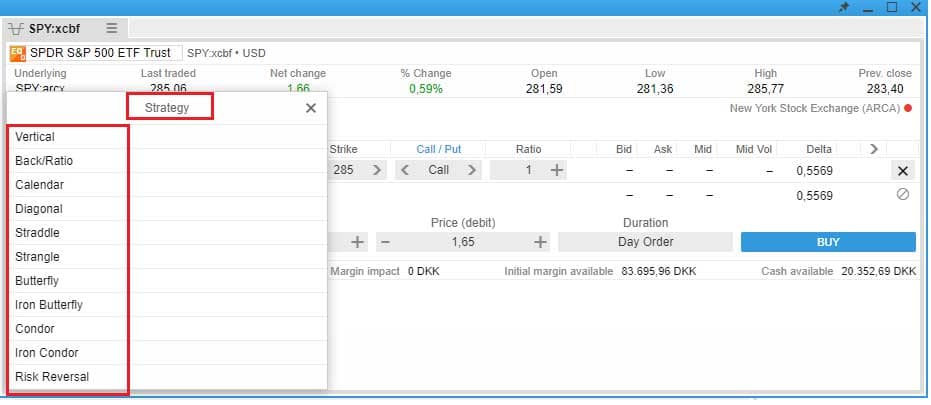 SPY:xcbf
SPDR S&P 500 ETF Trust SPY:xcbf • USD
Underlying Last traded Net change % Change Open Low High Prev. close
SPY:arcx 285,06 1,66 0,59% 281,59 281,36 285,77 283,40
New York Stock Exchange (ARCA)
Strategy
Strike Call / Put Ratio Bid Ask Mid Mid Vol Delta
285 Call 1 – – – – 0,5569
– – – 0,5569
Price (debit) Duration
1,65 Day Order BUY
Margin impact 0 DKK Initial margin available 83.695,96 DKK Cash available 20.352,69 DKK
Vertical
Back/Ratio
Calendar
Diagonal
Straddle
Strangle
Butterfly
Iron Butterfly
Condor
Iron Condor
Risk Reversal